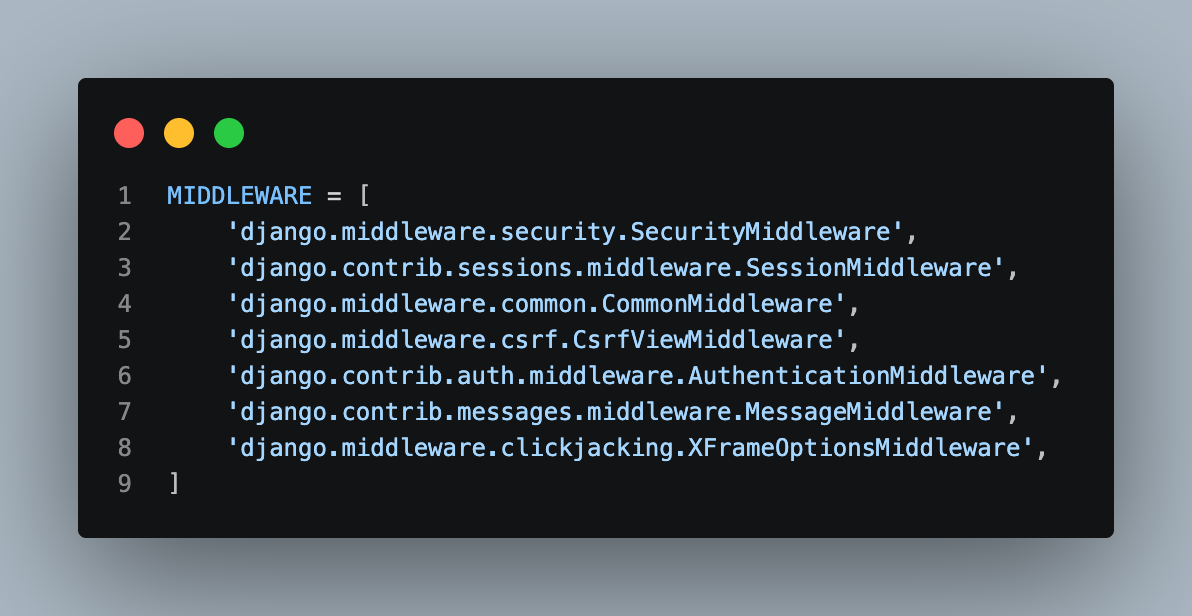 1 MIDDLEWARE = [
2     'django.middleware.security.SecurityMiddleware',
3     'django.contrib.sessions.middleware.SessionMiddleware',
4     'django.middleware.common.CommonMiddleware',
5     'django.middleware.csrf.CsrfViewMiddleware',
6     'django.contrib.auth.middleware.AuthenticationMiddleware',
7     'django.contrib.messages.middleware.MessageMiddleware',
8     'django.middleware.clickjacking.XFrameOptionsMiddleware',
9 ]